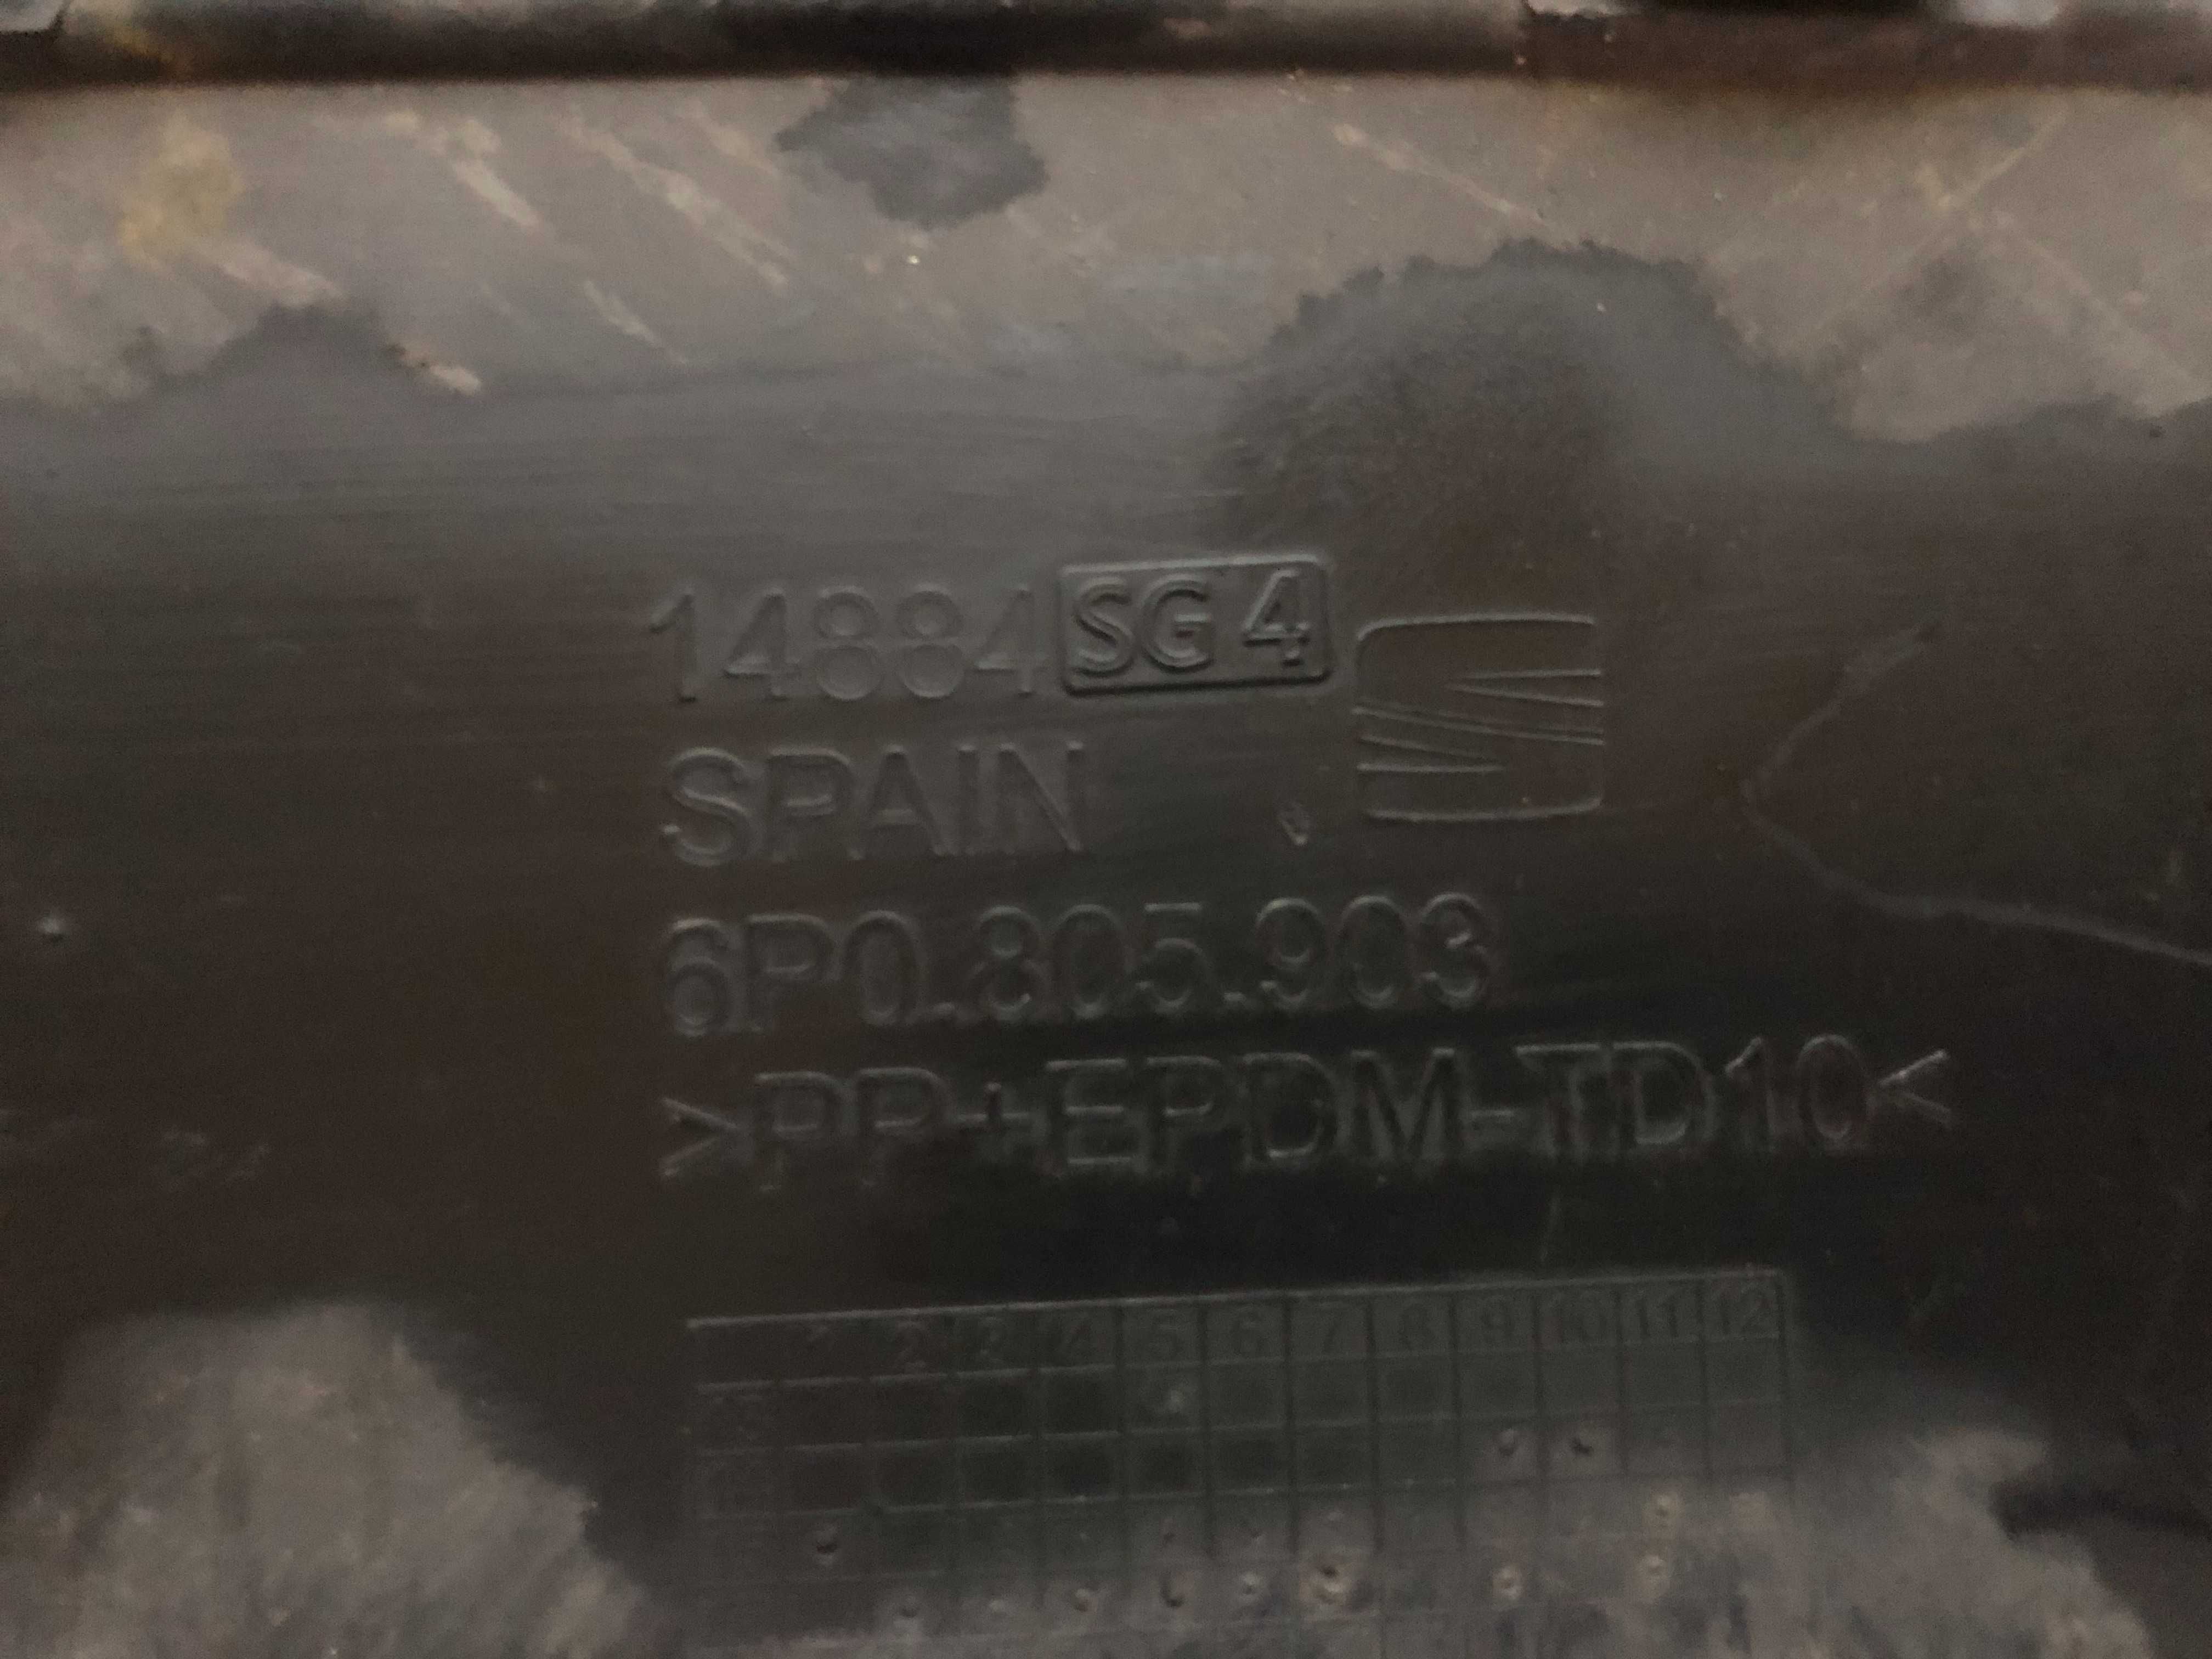 14884 SG 4
SPAIN
6P0.805.903
>PP+EPDM-TD10<
1 2 3 4 5 6 7 8 9 10 11 12